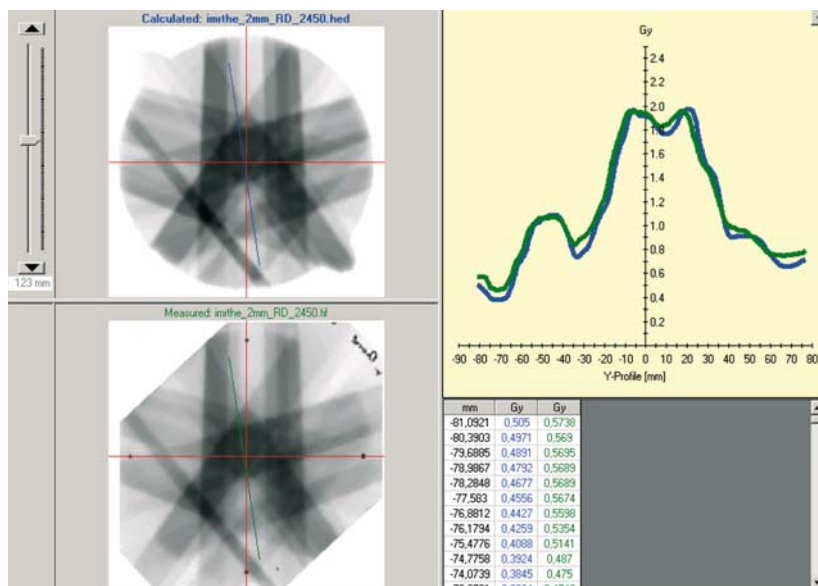 Calculated: imrthe_2mm_RD_2450.hed
123 mm
Measured: imrthe_2mm_RD_2450.tif
Gy
2.4
2.2
2.0
1.8
1.6
1.4
1.2
1.0
0.8
0.6
0.4
0.2
-90 -80 -70 -60 -50 -40 -30 -20 -10 0 10 20 30 40 50 60 70 80
Y-Profile [mm]
mm Gy Gy
-81,0921 0,505 0,5738
-80,3903 0,4971 0,569
-79,6885 0,4891 0,5695
-78,9867 0,4792 0,5689
-78,2848 0,4677 0,5689
-77,583 0,4556 0,5674
-76,8812 0,4427 0,5598
-76,1794 0,4259 0,5354
-75,4776 0,4088 0,5141
-74,7758 0,3924 0,487
-74,0739 0,3845 0,475